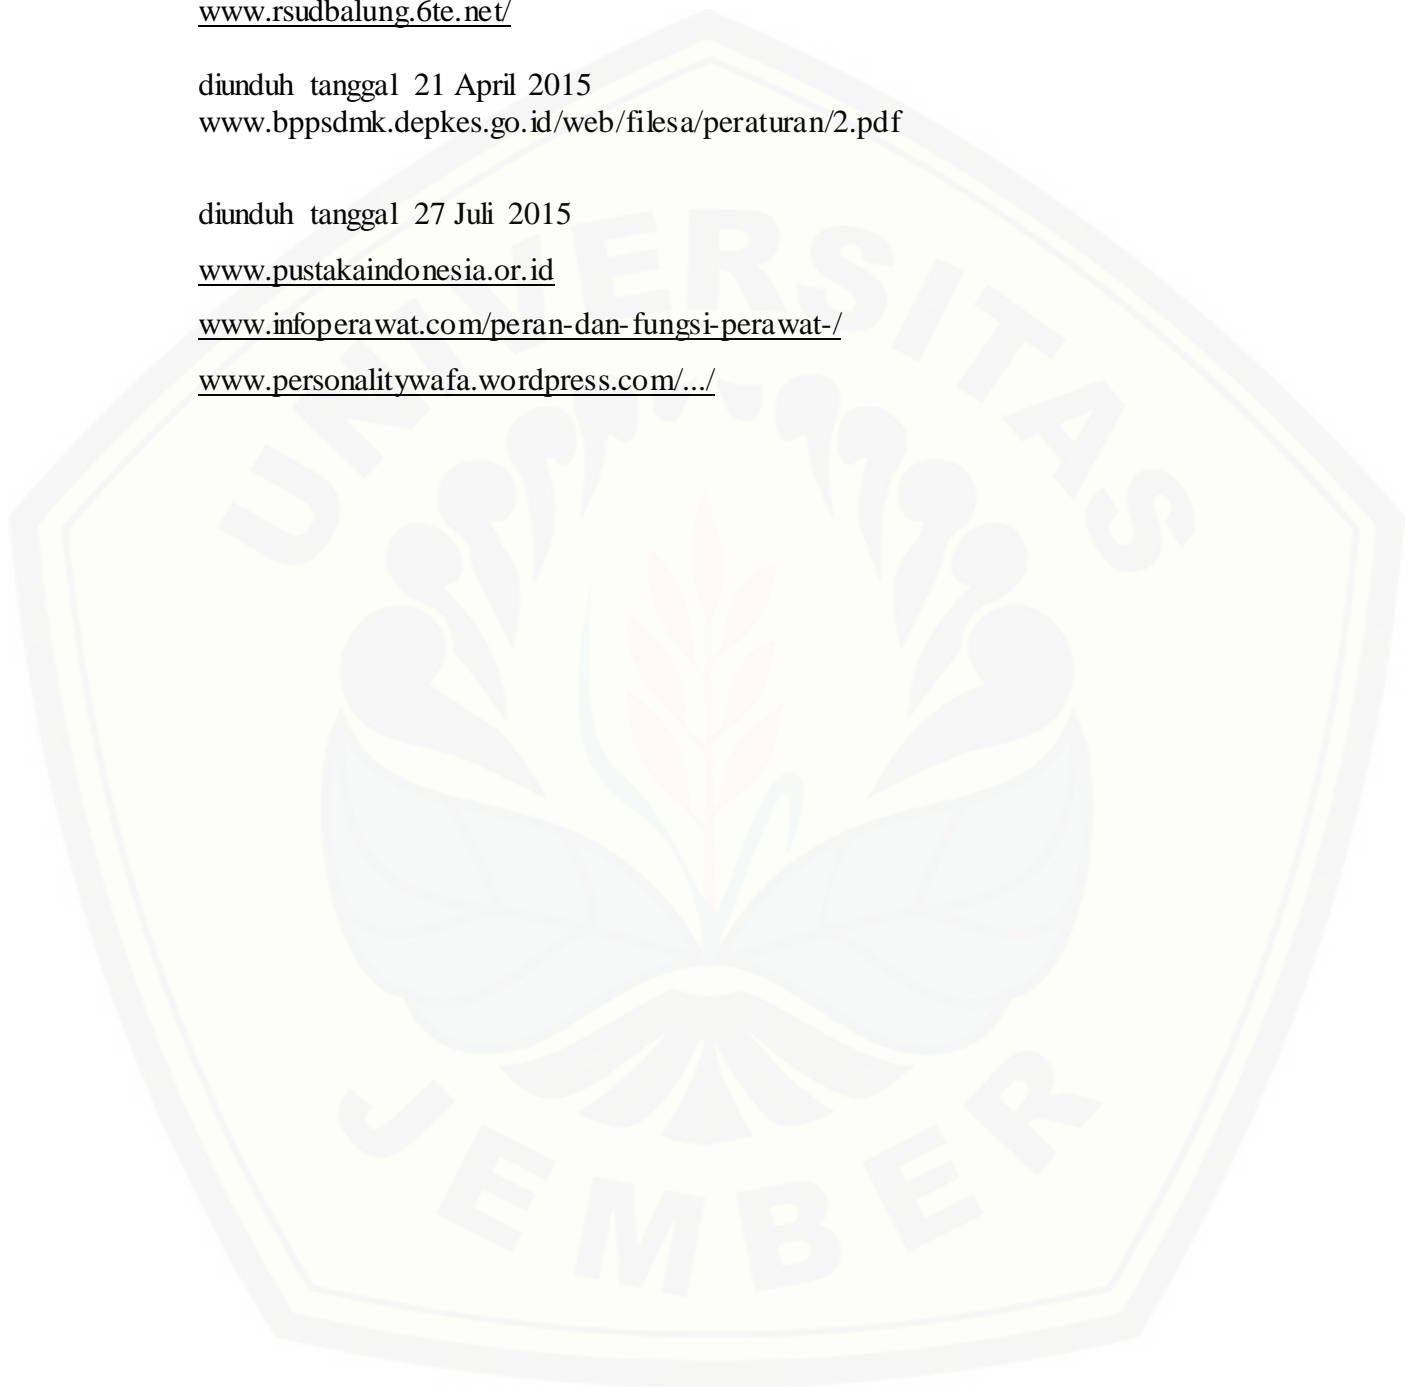 www.rsudbalung.6te.net/
diunduh tanggal 21 April 2015
www.bppsdmk.depkes.go.id/web/filesa/peraturan/2.pdf
diunduh tanggal 27 Juli 2015
www.pustakaindonesia.or.id
www.infoperawat.com/peran-dan-fungsi-perawat-/
www.personalitywafa.wordpress.com/.../
UNIVERSITAS
JEMBER